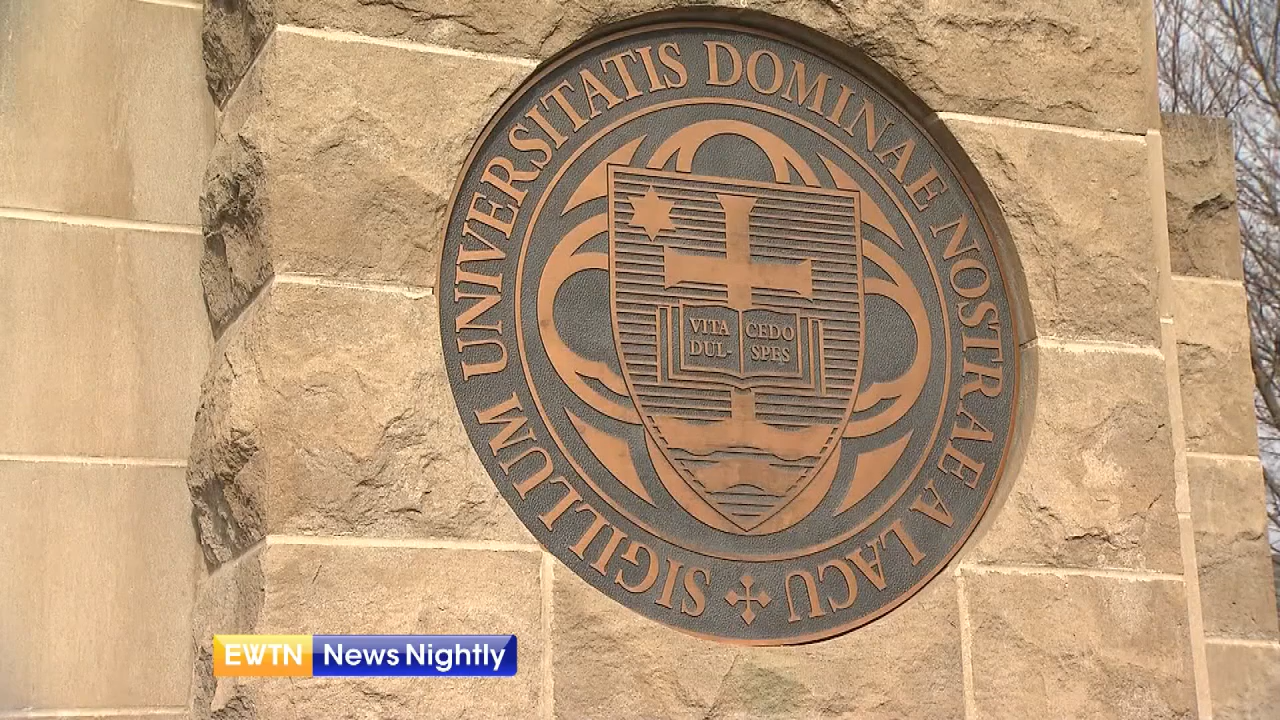 SIGILLUM UNIVERSITATIS DOMINAE NOSTRAE A LACU
VITA CEDO
DUL- SPES
EWTN News Nightly